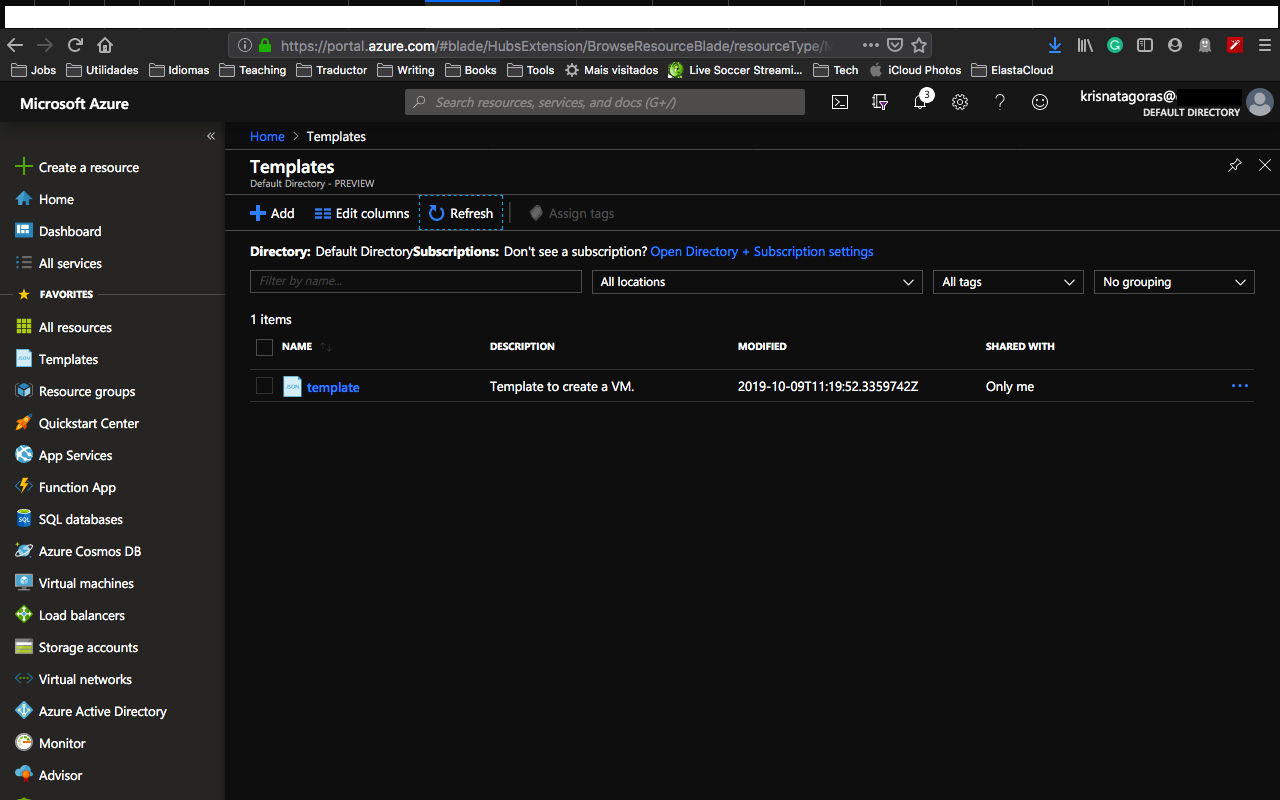 https://portal.azure.com/#blade/HubsExtension/BrowseResourceBlade/resourceType/
Jobs Utilidades Idiomas Teaching Traductor Writing Books Tools Mais visitados Live Soccer Streami... Tech iCloud Photos ElastaCloud
Microsoft Azure
Search resources, services, and docs (G+/)
3
krisnatagoras@
DEFAULT DIRECTORY
«
Create a resource
Home
Dashboard
All services
FAVORITES
All resources
Templates
Resource groups
Quickstart Center
App Services
Function App
SQL databases
Azure Cosmos DB
Virtual machines
Load balancers
Storage accounts
Virtual networks
Azure Active Directory
Monitor
Advisor
Home > Templates
Templates
Default Directory - PREVIEW
Add Edit columns Refresh Assign tags
Directory: Default DirectorySubscriptions: Don't see a subscription? Open Directory + Subscription settings
Filter by name... All locations All tags No grouping
1 items
NAME DESCRIPTION MODIFIED SHARED WITH
template Template to create a VM. 2019-10-09T11:19:52.3359742Z Only me